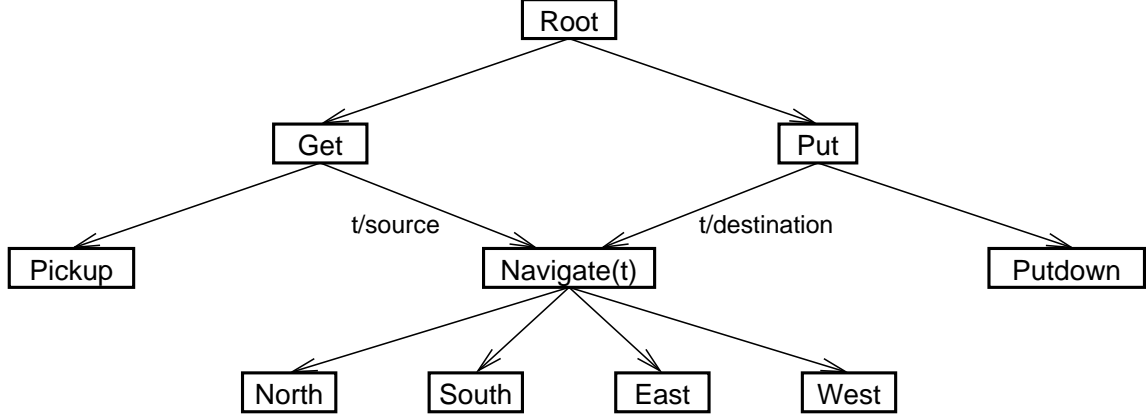 Root
Get
Put
t/source
t/destination
Pickup
Navigate(t)
Putdown
North
South
East
West